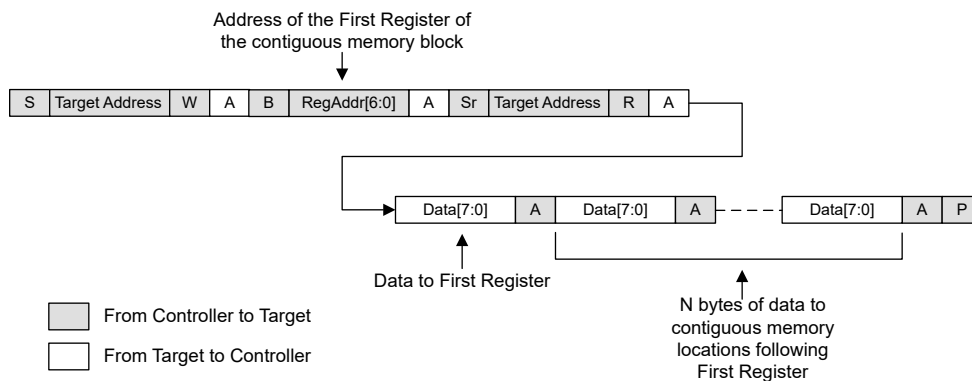 Address of the First Register of
the contiguous memory block
S Target Address W A B RegAddr[6:0] A Sr Target Address R A
Data[7:0] A Data[7:0] A Data[7:0] A P
Data to First Register
N bytes of data to
contiguous memory
locations following
First Register
From Controller to Target
From Target to Controller